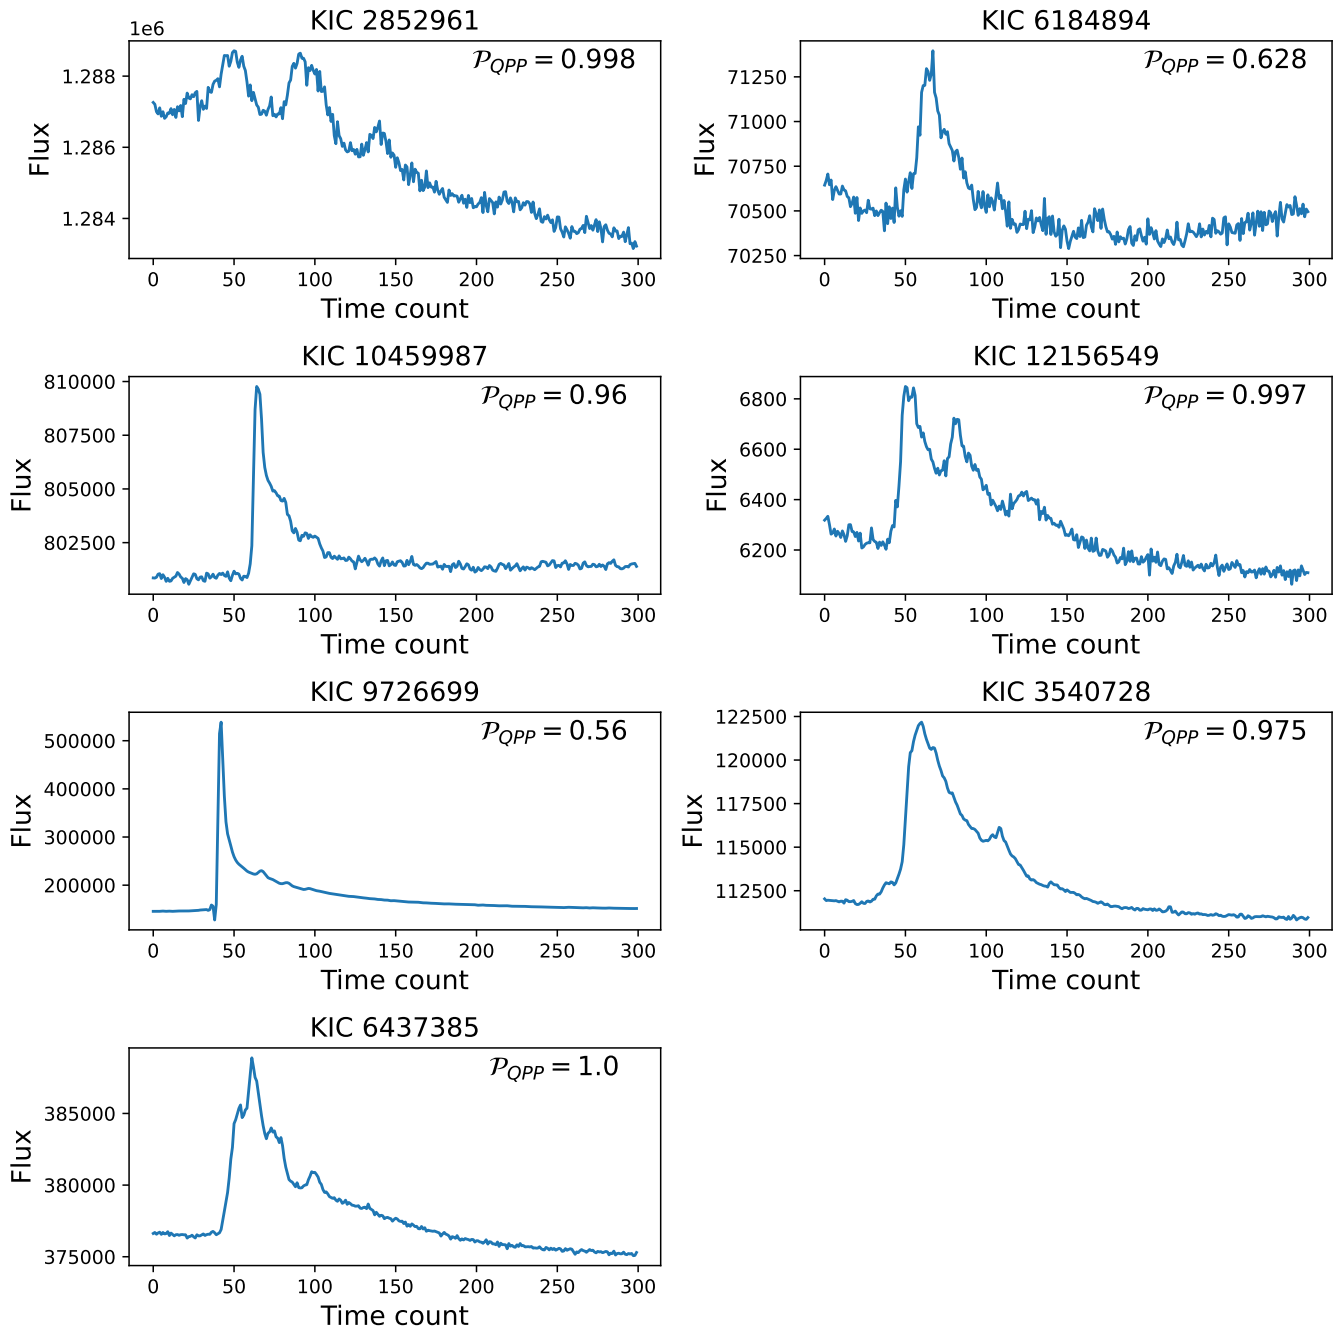 KIC 2852961
1e6
𝒫QPP = 0.998
1.288
1.286
1.284
Flux
0 50 100 150 200 250 300
Time count
KIC 6184894
𝒫QPP = 0.628
71250
71000
70750
70500
70250
Flux
0 50 100 150 200 250 300
Time count
KIC 10459987
𝒫QPP = 0.96
810000
807500
805000
802500
Flux
0 50 100 150 200 250 300
Time count
KIC 12156549
𝒫QPP = 0.997
6800
6600
6400
6200
Flux
0 50 100 150 200 250 300
Time count
KIC 9726699
𝒫QPP = 0.56
500000
400000
300000
200000
Flux
0 50 100 150 200 250 300
Time count
KIC 3540728
𝒫QPP = 0.975
122500
120000
117500
115000
112500
Flux
0 50 100 150 200 250 300
Time count
KIC 6437385
𝒫QPP = 1.0
385000
380000
375000
Flux
0 50 100 150 200 250 300
Time count